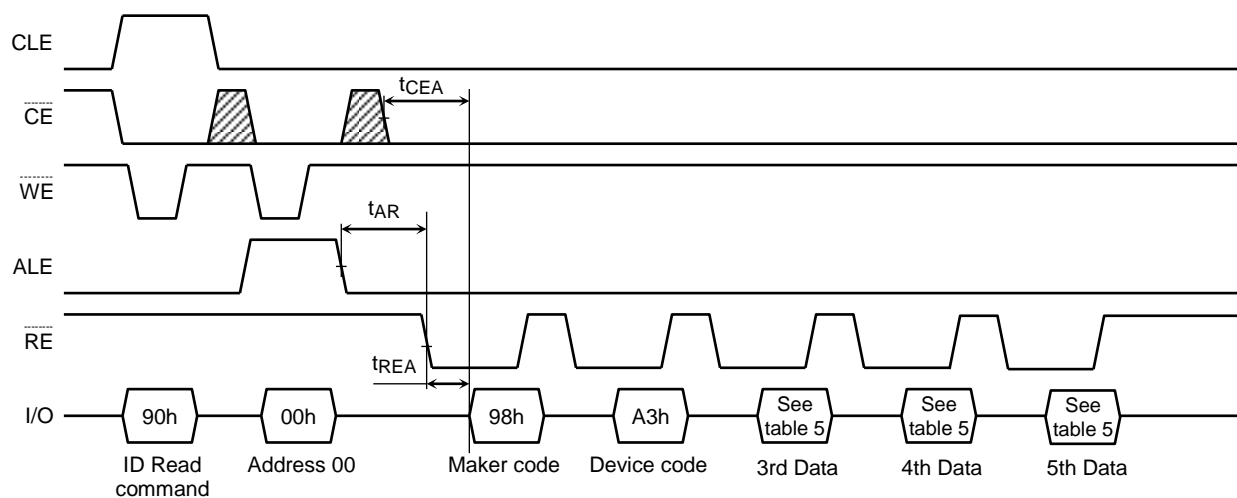 CLE
tCEA
CE
WE
tAR
ALE
RE
tREA
I/O
90h
00h
98h
A3h
See
table 5
See
table 5
See
table 5
ID Read
command
Address 00
Maker code
Device code
3rd Data
4th Data
5th Data